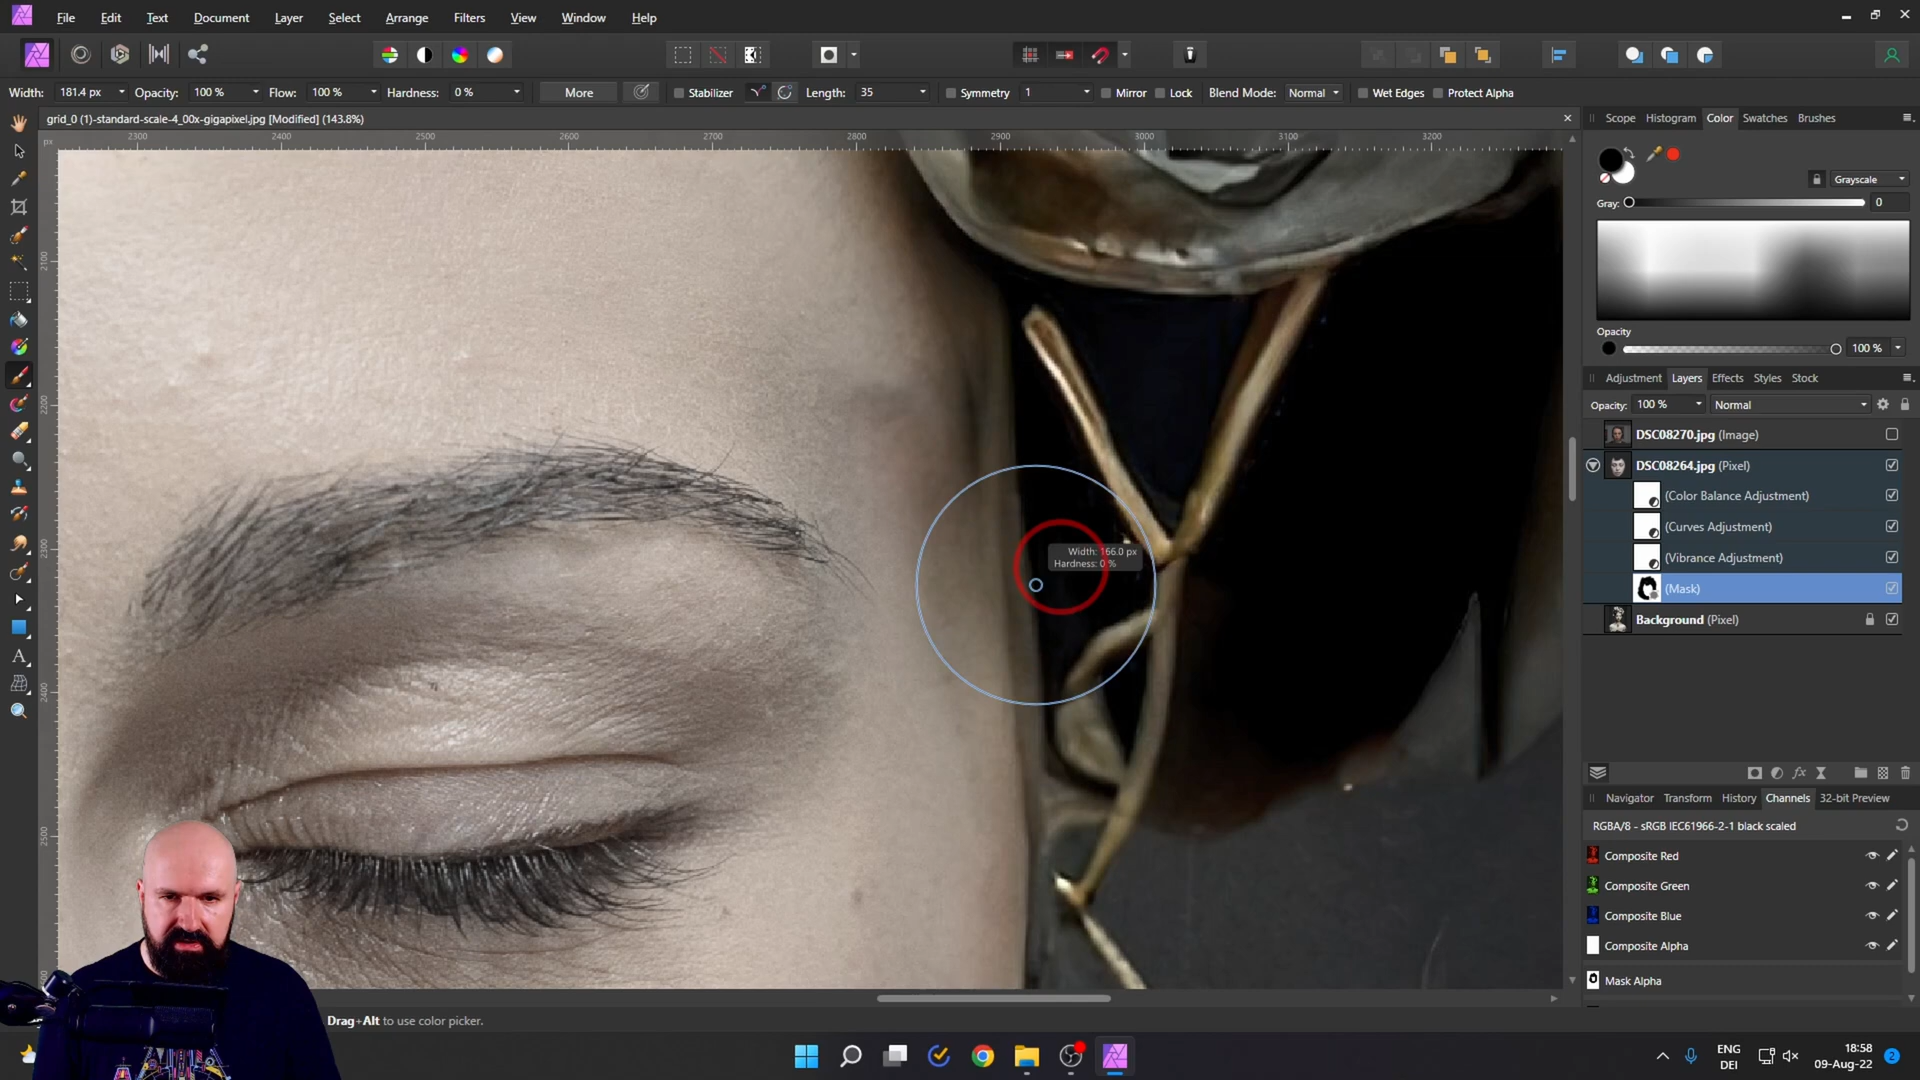 File Edit Text Document Layer Select Arrange Filters View Window Help
Width: 181.4 px Opacity: 100 % Flow: 100 % Hardness: 0 % More Stabilizer Length: 35 Symmetry 1 Mirror Lock Blend Mode: Normal Wet Edges Protect Alpha
grid_0 (1)-standard-scale-4_00x-gigapixel.jpg [Modified] (143.8%)
px 2300 2400 2500 2600 2700 2800 2900 3000 3100 3200
2100
2200
2300
2400
2500
Width: 166.0 px
Hardness: 0 %
Scope Histogram Color Swatches Brushes
Grayscale
Gray: 0
Opacity
100 %
Adjustment Layers Effects Styles Stock
Opacity: 100 % Normal
DSC08270.jpg (Image)
DSC08264.jpg (Pixel)
(Color Balance Adjustment)
(Curves Adjustment)
(Vibrance Adjustment)
(Mask)
Background (Pixel)
fx
Navigator Transform History Channels 32-bit Preview
RGBA/8 - sRGB IEC61966-2-1 black scaled
Composite Red
Composite Green
Composite Blue
Composite Alpha
Mask Alpha
Drag+Alt to use color picker.
ENG
DEI
18:58
09-Aug-22
2